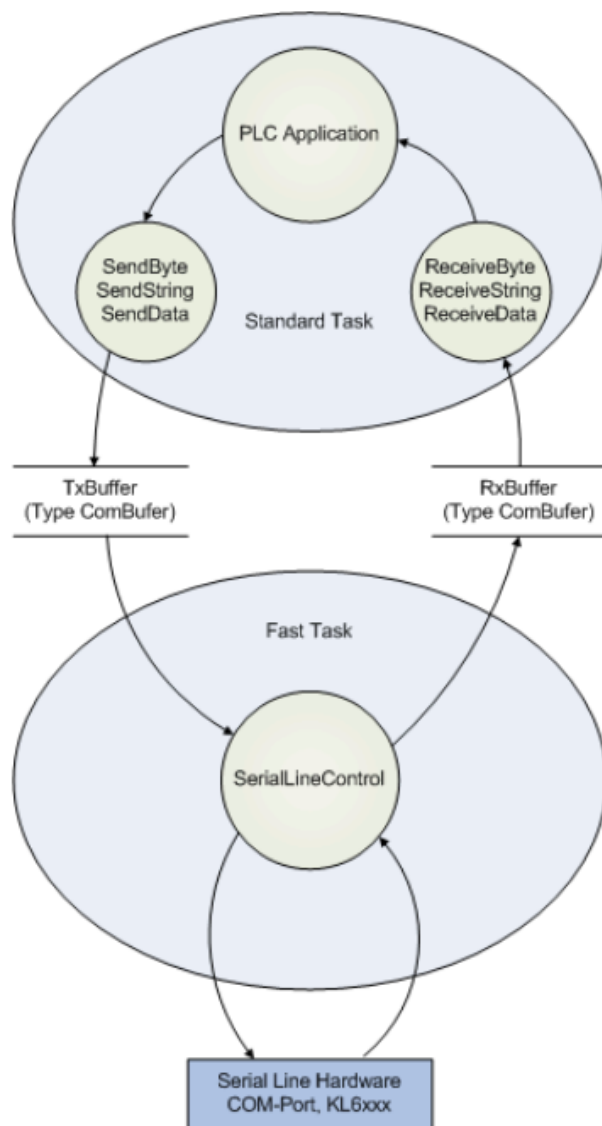 PLC Application
SendByte
SendString
SendData
ReceiveByte
ReceiveString
ReceiveData
Standard Task
TxBuffer
(Type ComBufer)
RxBuffer
(Type ComBufer)
Fast Task
SerialLineControl
Serial Line Hardware
COM-Port, KL6xxx